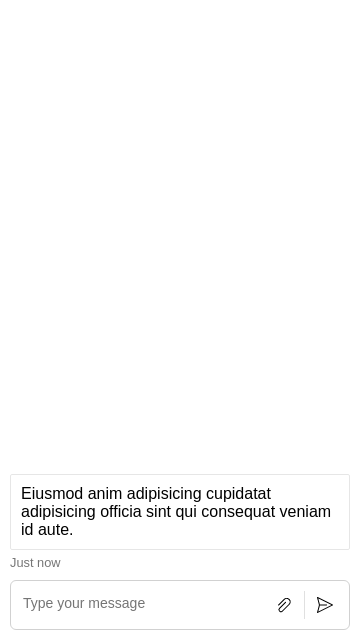 Eiusmod anim adipisicing cupidatat
adipisicing officia sint qui consequat veniam
id aute.
Just now
Type your message